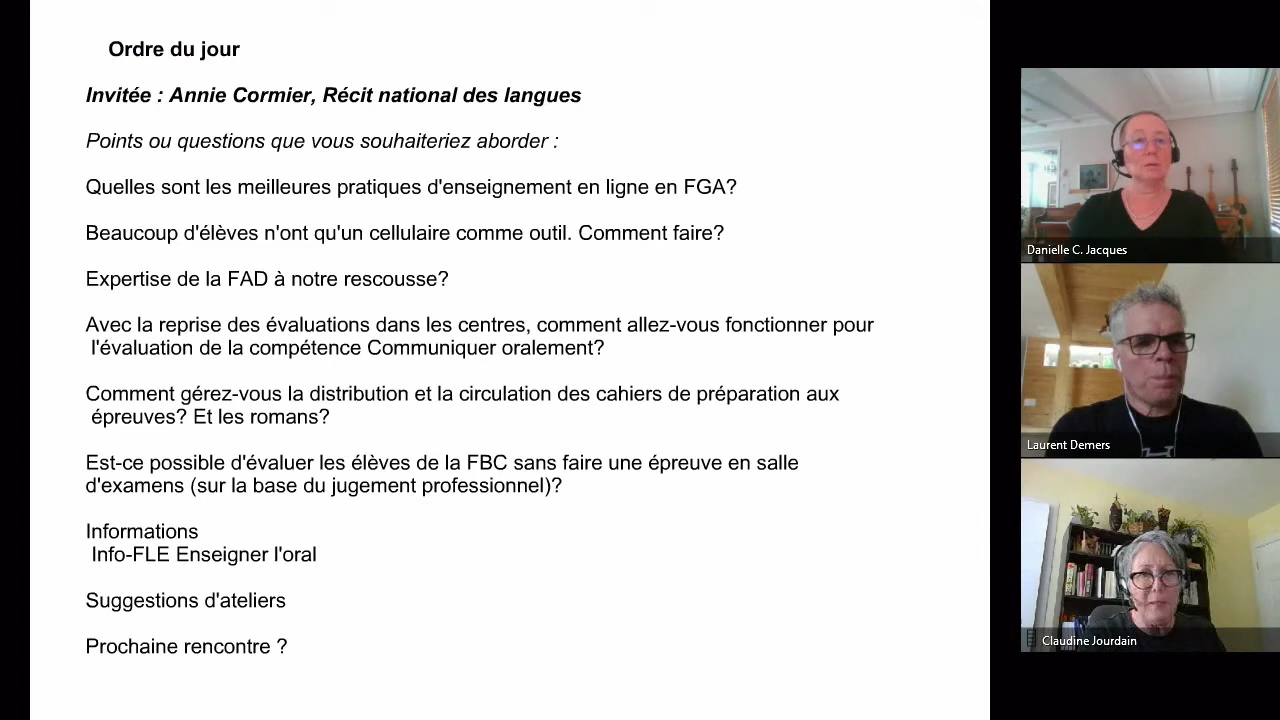 Ordre du jour
Invitée : Annie Cormier, Récit national des langues
Points ou questions que vous souhaiteriez aborder :
Quelles sont les meilleures pratiques d'enseignement en ligne en FGA?
Beaucoup d'élèves n'ont qu'un cellulaire comme outil. Comment faire?
Expertise de la FAD à notre rescousse?
Avec la reprise des évaluations dans les centres, comment allez-vous fonctionner pour
l'évaluation de la compétence Communiquer oralement?
Comment gérez-vous la distribution et la circulation des cahiers de préparation aux
épreuves? Et les romans?
Est-ce possible d'évaluer les élèves de la FBC sans faire une épreuve en salle
d'examens (sur la base du jugement professionnel)?
Informations
Info-FLE Enseigner l'oral
Suggestions d'ateliers
Prochaine rencontre ?
Danielle C. Jacques
Laurent Demers
Claudine Jourdain